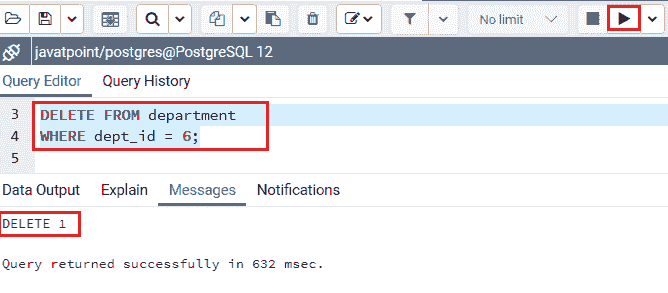 No limit
javatpoint/postgres@PostgreSQL 12
Query Editor Query History
3 DELETE FROM department
4 WHERE dept_id = 6;
5
Data Output Explain Messages Notifications
DELETE 1
Query returned successfully in 632 msec.